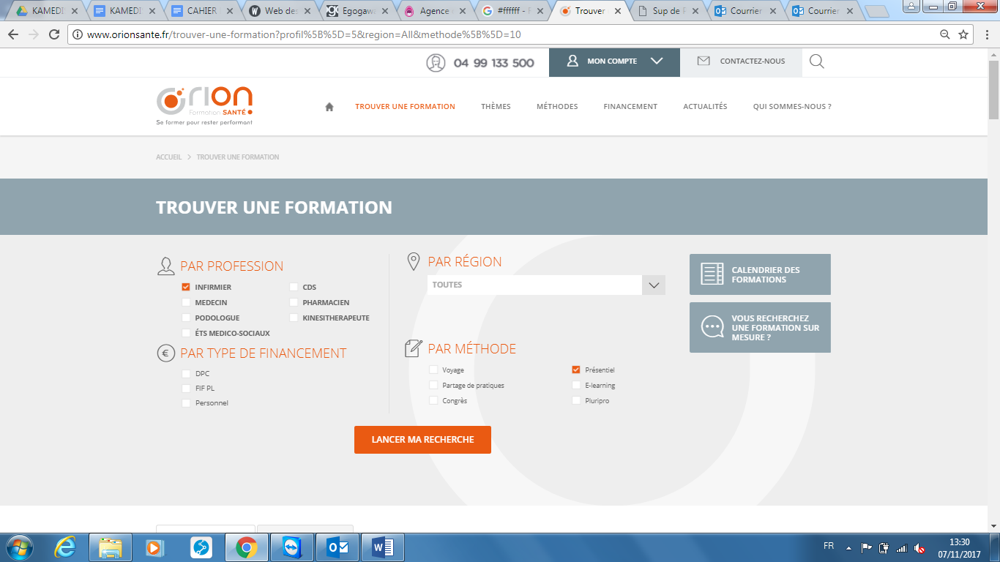 KAMEDI
KAMEDI
CAHIER
Web des
Egogaw
Agence
#ffffff - R
Trouver
Sup de F
Courrier
Courrier
www.orionsante.fr/trouver-une-formation?profil%5B%5D=5&region=All&methode%5B%5D=10
04 99 133 500
MON COMPTE
CONTACTEZ-NOUS
Orion
Formation SANTÉ
Se former pour rester performant
TROUVER UNE FORMATION
THÈMES
MÉTHODES
FINANCEMENT
ACTUALITÉS
QUI SOMMES-NOUS ?
ACCUEIL > TROUVER UNE FORMATION
TROUVER UNE FORMATION
PAR PROFESSION
INFIRMIER
CDS
MEDECIN
PHARMACIEN
PODOLOGUE
KINESITHERAPEUTE
ÉTS MEDICO-SOCIAUX
PAR TYPE DE FINANCEMENT
DPC
FIF PL
Personnel
PAR RÉGION
TOUTES
PAR MÉTHODE
Voyage
Présentiel
Partage de pratiques
E-learning
Congrès
Pluripro
CALENDRIER DES
FORMATIONS
VOUS RECHERCHEZ
UNE FORMATION SUR
MESURE ?
LANCER MA RECHERCHE
FR
13:30
07/11/2017